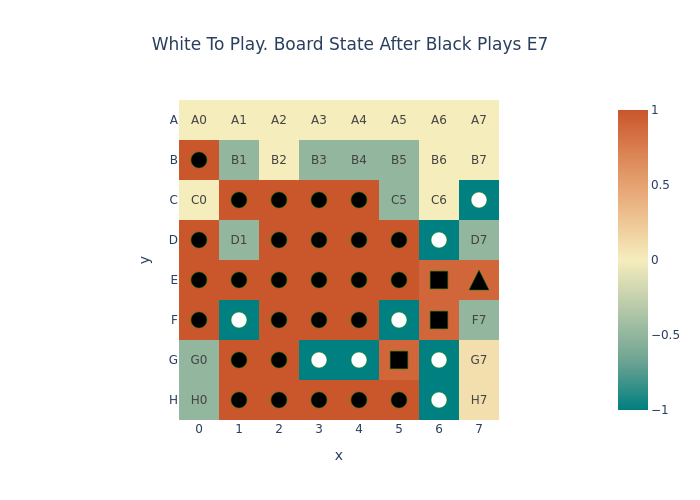 White To Play. Board State After Black Plays E7
A A0 A1 A2 A3 A4 A5 A6 A7
B B1 B2 B3 B4 B5 B6 B7
C C0 C5 C6
D D1 D7
E
F F7
G G0 G7
H H0 H7
0 1 2 3 4 5 6 7
x
y
1
0.5
0
−0.5
−1